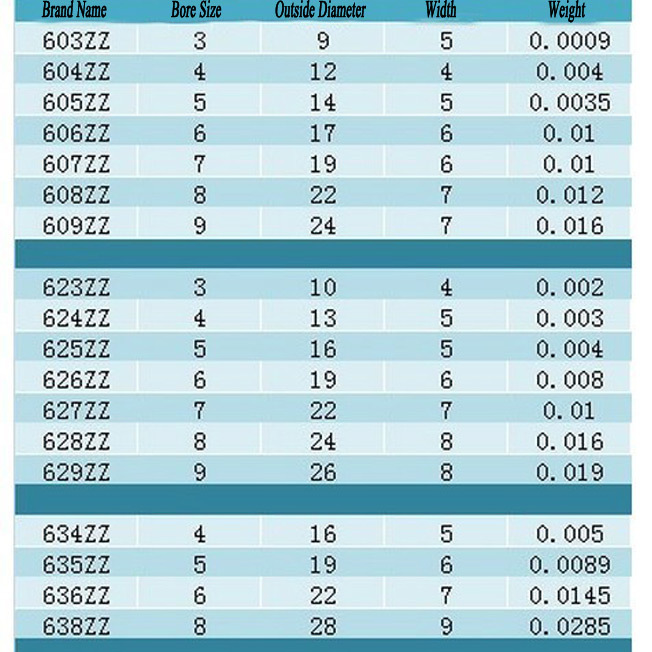 Brand Name Bore Size Outside Diameter Width Weight
603ZZ 3 9 5 0.0009
604ZZ 4 12 4 0.004
605ZZ 5 14 5 0.0035
606ZZ 6 17 6 0.01
607ZZ 7 19 6 0.01
608ZZ 8 22 7 0.012
609ZZ 9 24 7 0.016
623ZZ 3 10 4 0.002
624ZZ 4 13 5 0.003
625ZZ 5 16 5 0.004
626ZZ 6 19 6 0.008
627ZZ 7 22 7 0.01
628ZZ 8 24 8 0.016
629ZZ 9 26 8 0.019
634ZZ 4 16 5 0.005
635ZZ 5 19 6 0.0089
636ZZ 6 22 7 0.0145
638ZZ 8 28 9 0.0285